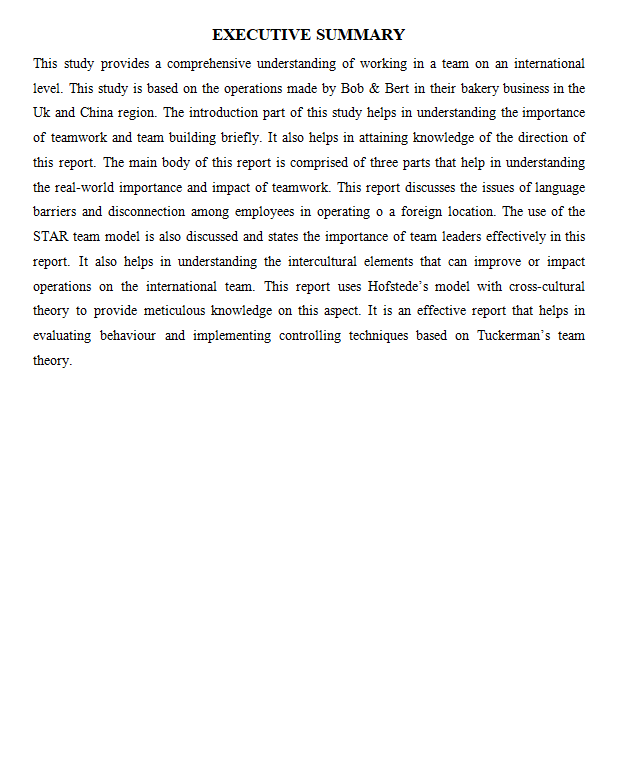 EXECUTIVE SUMMARY
This study provides a comprehensive understanding of working in a team on an international
level. This study is based on the operations made by Bob & Bert in their bakery business in the
Uk and China region. The introduction part of this study helps in understanding the importance
of teamwork and team building briefly. It also helps in attaining knowledge of the direction of
this report. The main body of this report is comprised of three parts that help in understanding
the real-world importance and impact of teamwork. This report discusses the issues of language
barriers and disconnection among employees in operating o a foreign location. The use of the
STAR team model is also discussed and states the importance of team leaders effectively in this
report. It also helps in understanding the intercultural elements that can improve or impact
operations on the international team. This report uses Hofstede's model with cross-cultural
theory to provide meticulous knowledge on this aspect. It is an effective report that helps in
evaluating behaviour and implementing controlling techniques based on Tuckerman's team
theory.